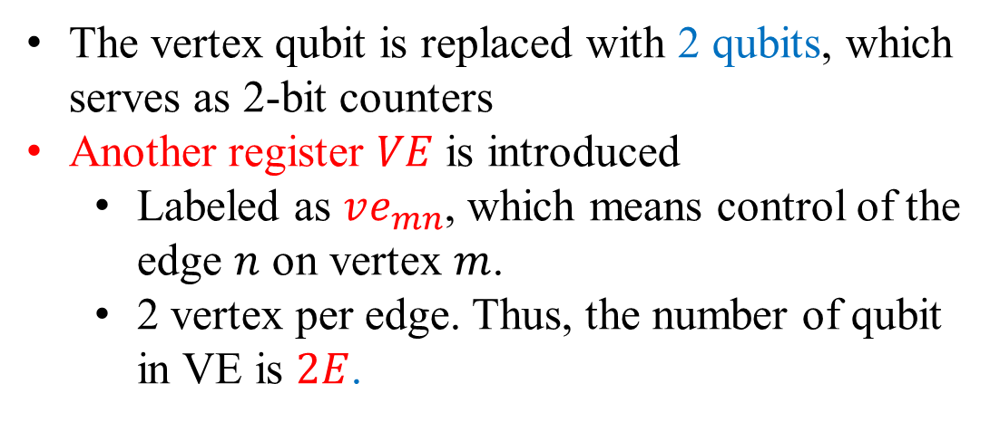 • The vertex qubit is replaced with 2 qubits, which
serves as 2-bit counters
• Another register VE is introduced
• Labeled as ve_{mn}, which means control of the
edge n on vertex m.
• 2 vertex per edge. Thus, the number of qubit
in VE is 2E.